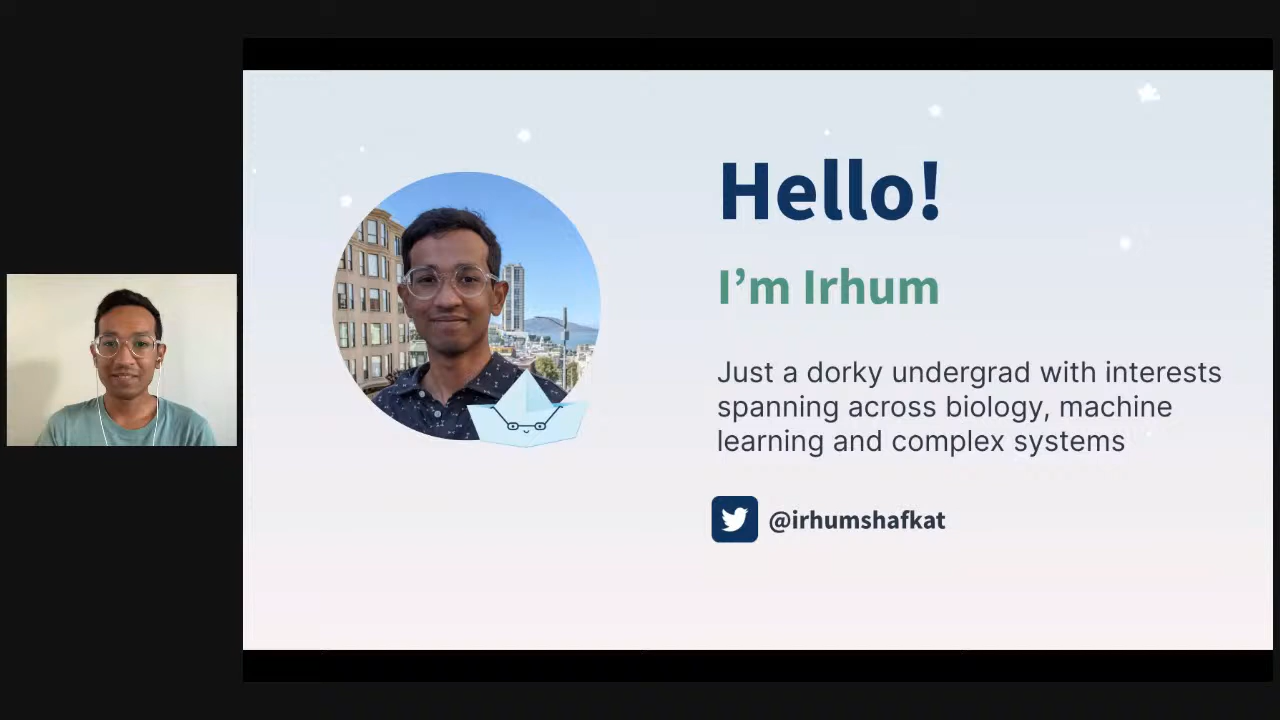 Hello!
I’m Irhum
Just a dorky undergrad with interests
spanning across biology, machine
learning and complex systems
@irhumshafkat